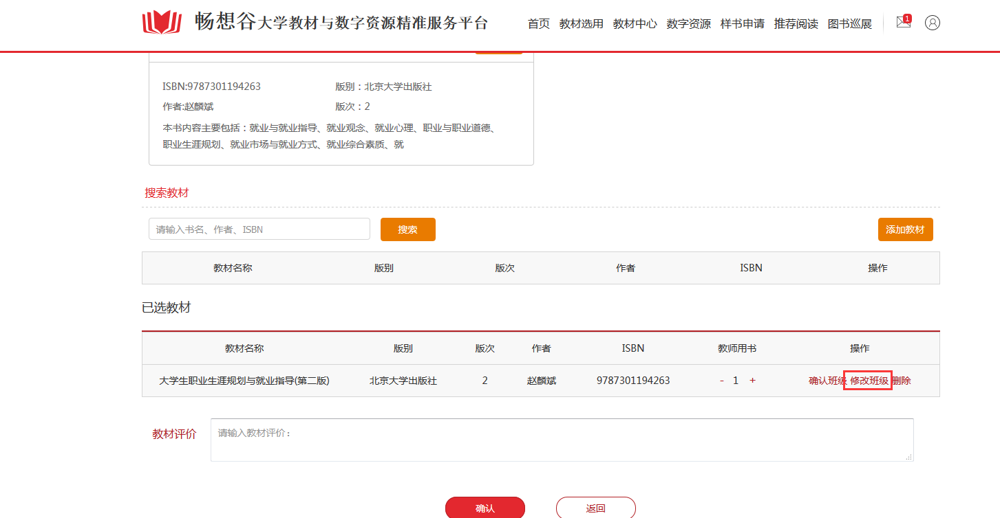 畅想谷大学教材与数字资源精准服务平台
首页 教材选用 教材中心 数字资源 样书申请 推荐阅读 图书巡展 1
ISBN:9787301194263 版别：北京大学出版社
作者:赵麟斌 版次：2
本书内容主要包括：就业与就业指导、就业观念、就业心理、职业与职业道德、
职业生涯规划、就业市场与就业方式、就业综合素质、就
搜索教材
请输入书名、作者、ISBN 搜索 添加教材
教材名称 版别 版次 作者 ISBN 操作
已选教材
教材名称 版别 版次 作者 ISBN 教师用书 操作
大学生职业生涯规划与就业指导(第二版) 北京大学出版社 2 赵麟斌 9787301194263 - 1 + 确认班级 修改班级 删除
教材评价 请输入教材评价：
确认 返回